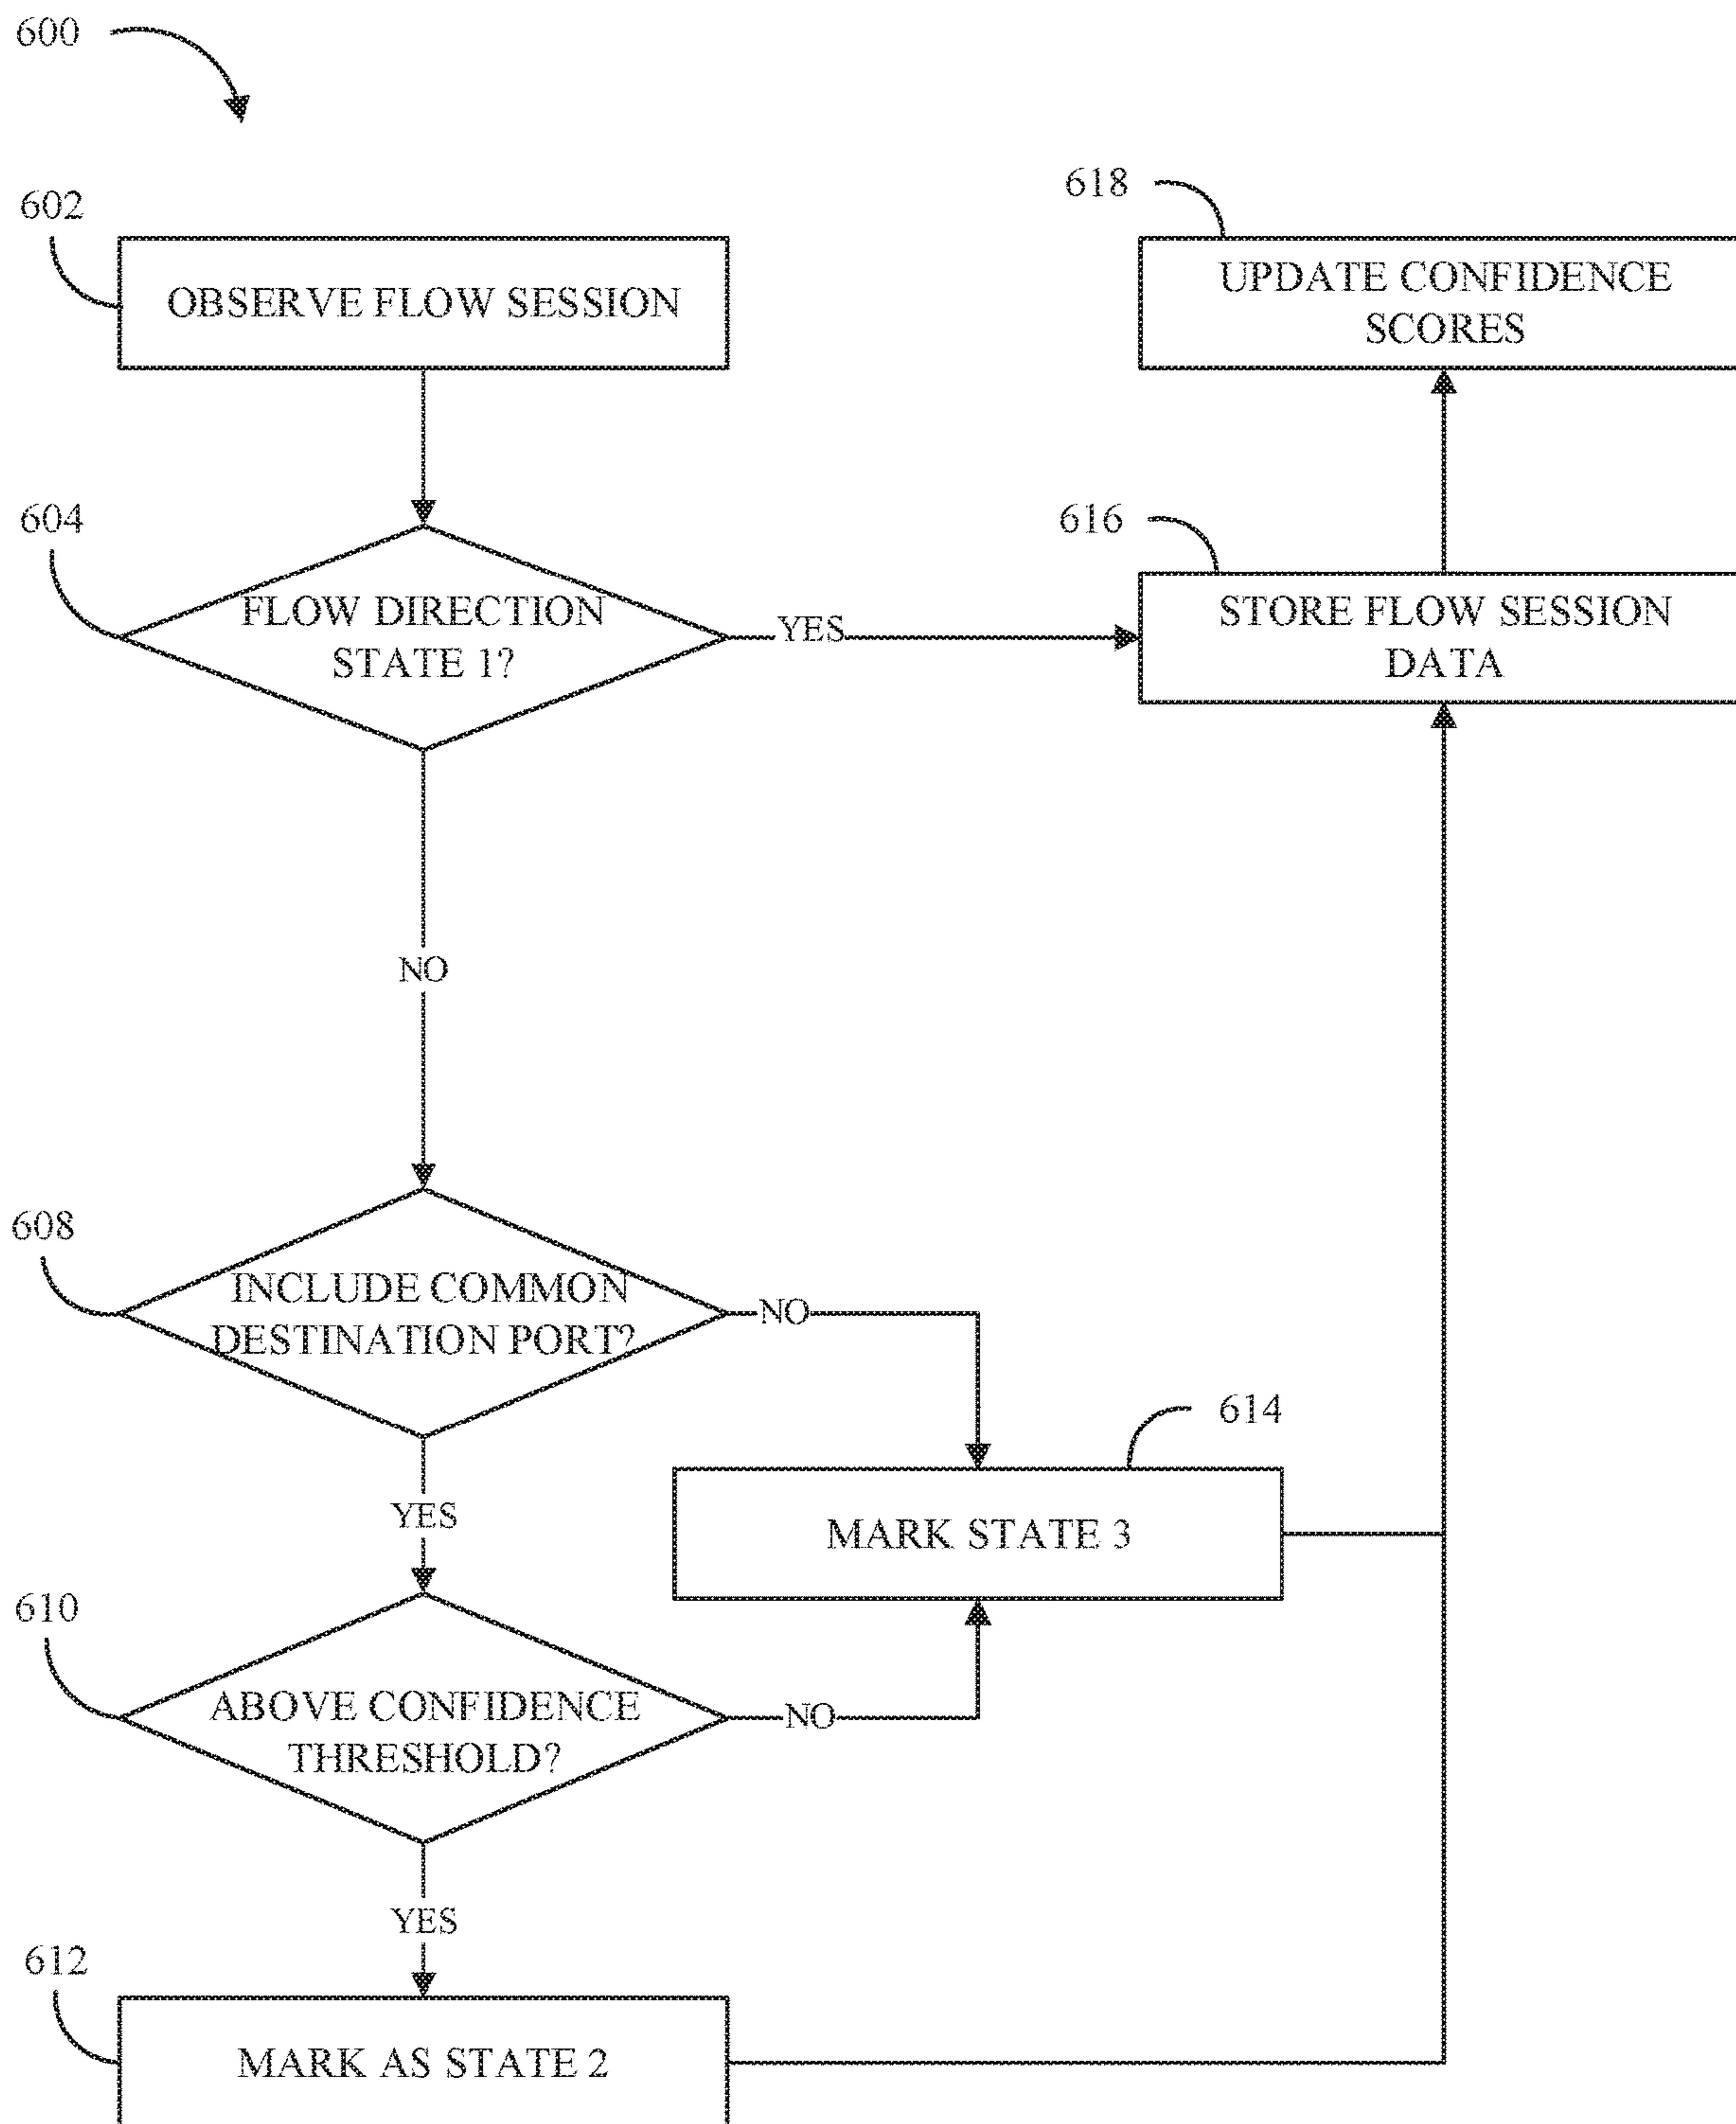 600
602
OBSERVE FLOW SESSION
618
UPDATE CONFIDENCE
SCORES
604
FLOW DIRECTION
STATE 1?
YES
616
STORE FLOW SESSION
DATA
NO
608
INCLUDE COMMON
DESTINATION PORT?
NO
614
MARK STATE 3
YES
610
ABOVE CONFIDENCE
THRESHOLD?
NO
YES
612
MARK AS STATE 2